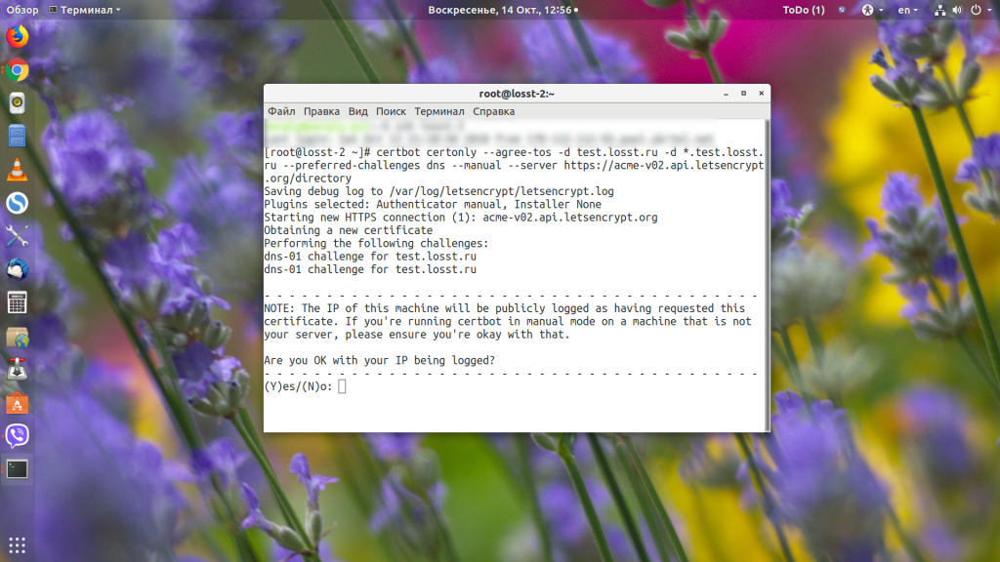 Обзор
Терминал
Воскресенье, 14 Окт., 12:56
ToDo (1)
en
root@losst-2:~
Файл Правка Вид Поиск Терминал Справка
[root@losst-2 ~]# certbot certonly --agree-tos -d test.losst.ru -d *.test.losst.
ru --preferred-challenges dns --manual --server https://acme-v02.api.letsencrypt
.org/directory
Saving debug log to /var/log/letsencrypt/letsencrypt.log
Plugins selected: Authenticator manual, Installer None
Starting new HTTPS connection (1): acme-v02.api.letsencrypt.org
Obtaining a new certificate
Performing the following challenges:
dns-01 challenge for test.losst.ru
dns-01 challenge for test.losst.ru
- - - - - - - - - - - - - - - - - - - - - - - - - - - - - - - - - - - - - - - -
NOTE: The IP of this machine will be publicly logged as having requested this
certificate. If you're running certbot in manual mode on a machine that is not
your server, please ensure you're okay with that.
Are you OK with your IP being logged?
- - - - - - - - - - - - - - - - - - - - - - - - - - - - - - - - - - - - - - - -
(Y)es/(N)o: